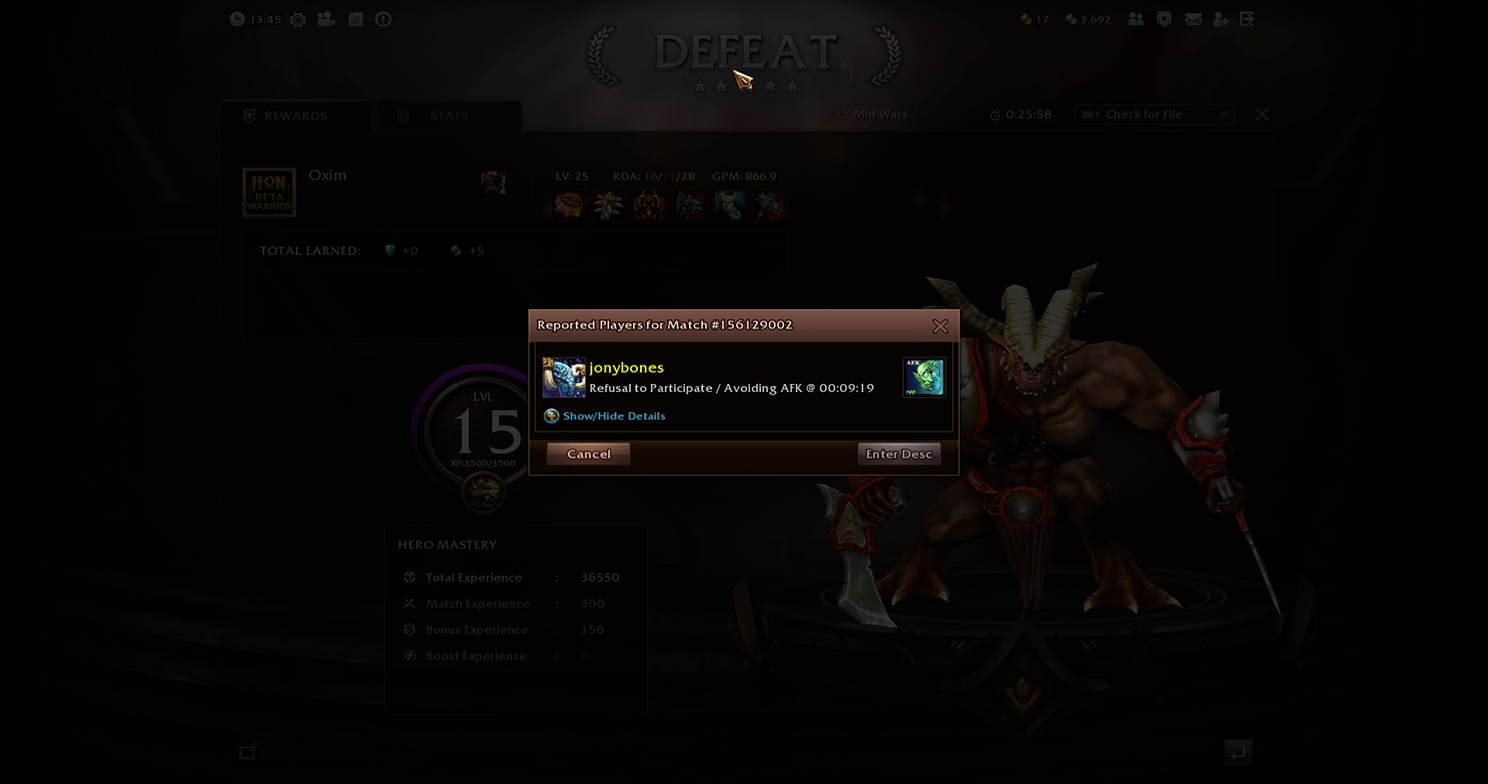 13:45
17
3,692
DEFEAT
REWARDS
STATS
Mid Wars
0:25:58
Check for File
HON
BETA
WARRIOR
Oxim
LV: 25
KDA: 16/21/28
GPM: 866.9
TOTAL EARNED:
+0
+5
Reported Players for Match #156129002
jonybones
AFK
Refusal to Participate / Avoiding AFK @ 00:09:19
Show/Hide Details
Cancel
Enter Desc
LVL
15
XP:3500/3500
HERO MASTERY
Total Experience : 36550
Match Experience : 300
Bonus Experience : 150
Boost Experience : 0